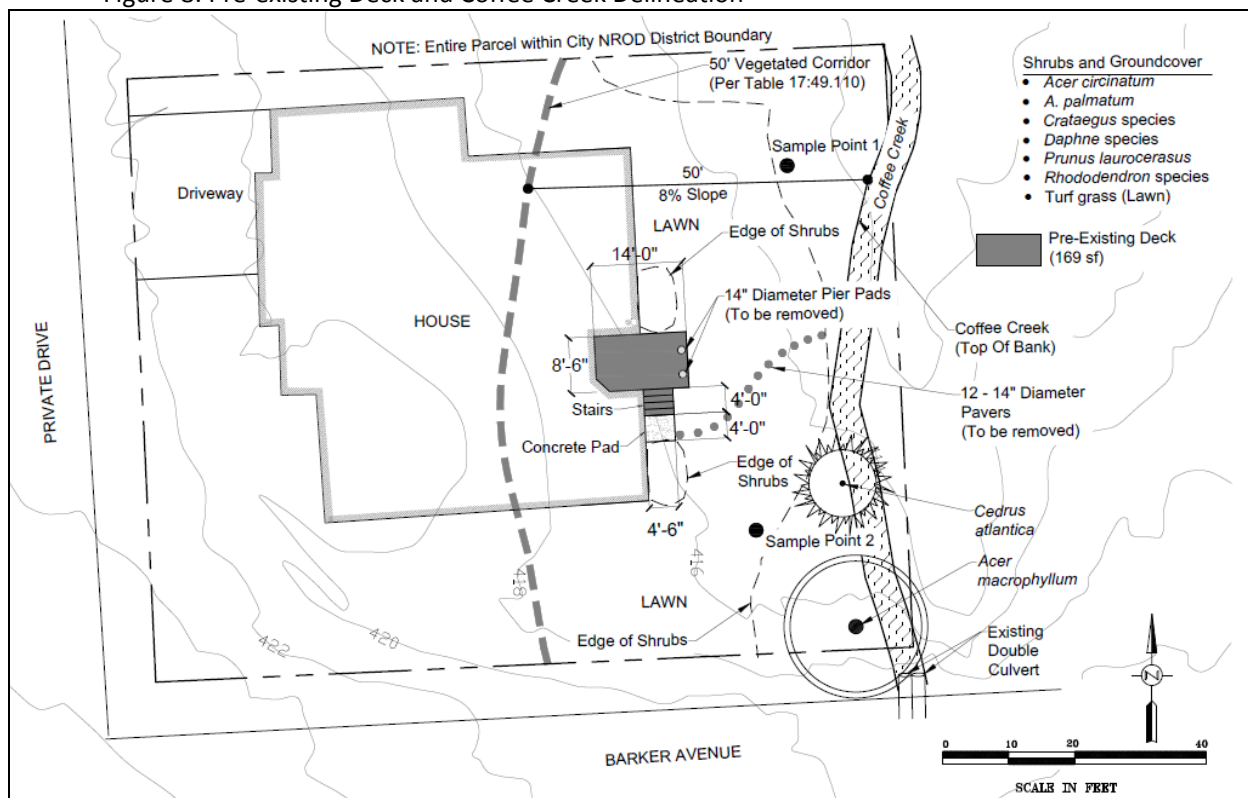 Figure 8. Pre-existing Deck and Coffee Creek Delineation
NOTE: Entire Parcel within City NROD District Boundary
50' Vegetated Corridor
(Per Table 17:49.110)
Shrubs and Groundcover
• Acer circinatum
• A. palmatum
• Crataegus species
• Daphne species
• Prunus laurocerasus
• Rhododendron species
• Turf grass (Lawn)
Pre-Existing Deck
(169 sf)
Sample Point 1
Coffee Creek
50'
8% Slope
Driveway
LAWN
Edge of Shrubs
14'-0"
14" Diameter Pier Pads
(To be removed)
HOUSE
Coffee Creek
(Top Of Bank)
8'-6"
PRIVATE DRIVE
Stairs
4'-0"
4'-0"
12 - 14" Diameter
Pavers
(To be removed)
Concrete Pad
Edge of
Shrubs
4'-6"
Cedrus
atlantica
Sample Point 2
416
418
Acer
macrophyllum
LAWN
420
422
Edge of Shrubs
Existing
Double
Culvert
N
BARKER AVENUE
0 10 20 40
SCALE IN FEET